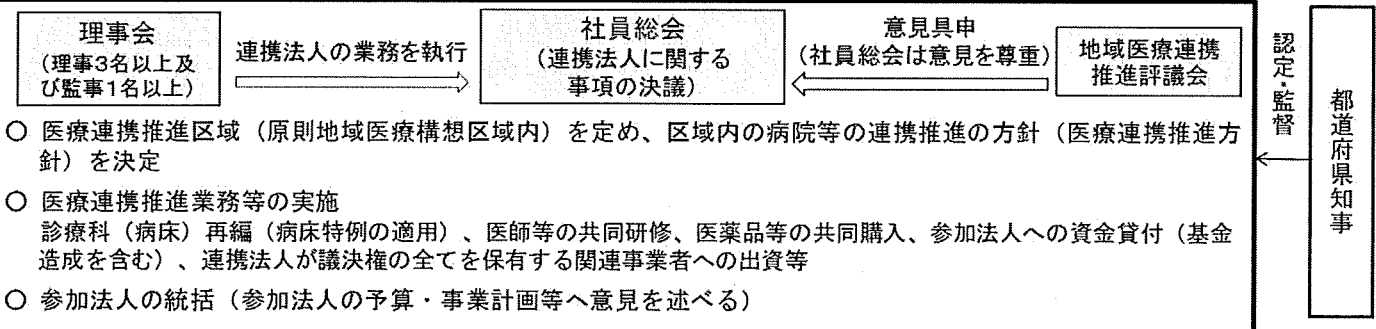 理事会
（理事3名以上及
び監事1名以上）
連携法人の業務を執行
社員総会
（連携法人に関する
事項の決議）
意見具申
（社員総会は意見を尊重）
地域医療連携
推進評議会
認定・監督
都道府県知事
○ 医療連携推進区域（原則地域医療構想区域内）を定め、区域内の病院等の連携推進の方針（医療連携推進方
針）を決定
○ 医療連携推進業務等の実施
診療科（病床）再編（病床特例の適用）、医師等の共同研修、医薬品等の共同購入、参加法人への資金貸付（基金
造成を含む）、連携法人が議決権の全てを保有する関連事業者への出資等
○ 参加法人の統括（参加法人の予算・事業計画等へ意見を述べる）